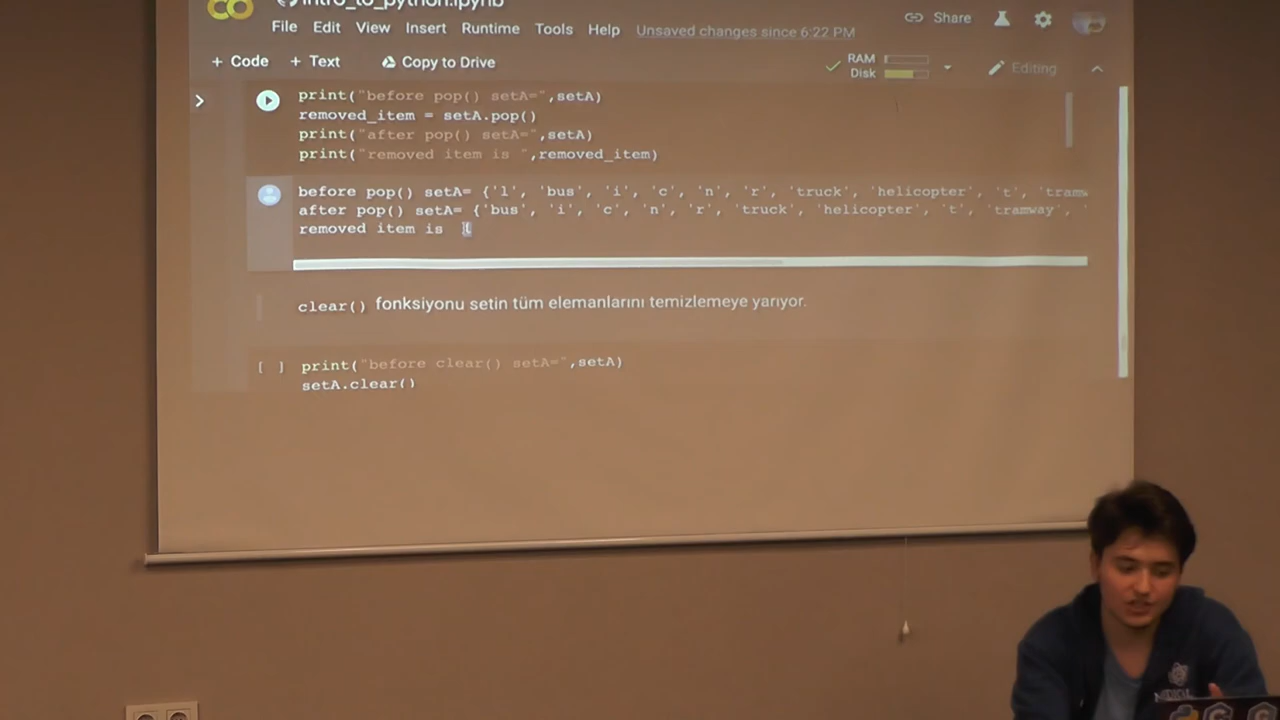 intro_to_python.ipynb
File Edit View Insert Runtime Tools Help Unsaved changes since 6:22 PM
Share
+ Code + Text Copy to Drive
RAM
Disk
Editing
print("before pop() setA=",setA)
removed_item = setA.pop()
print("after pop() setA=",setA)
print("removed item is ",removed_item)
before pop() setA= {'l', 'bus', 'i', 'c', 'n', 'r', 'truck', 'helicopter', 't', 'tramw
after pop() setA= {'bus', 'i', 'c', 'n', 'r', 'truck', 'helicopter', 't', 'tramway', '
removed item is l
clear() fonksiyonu setin tüm elemanlarını temizlemeye yarıyor.
[ ] print("before clear() setA=",setA)
setA.clear()